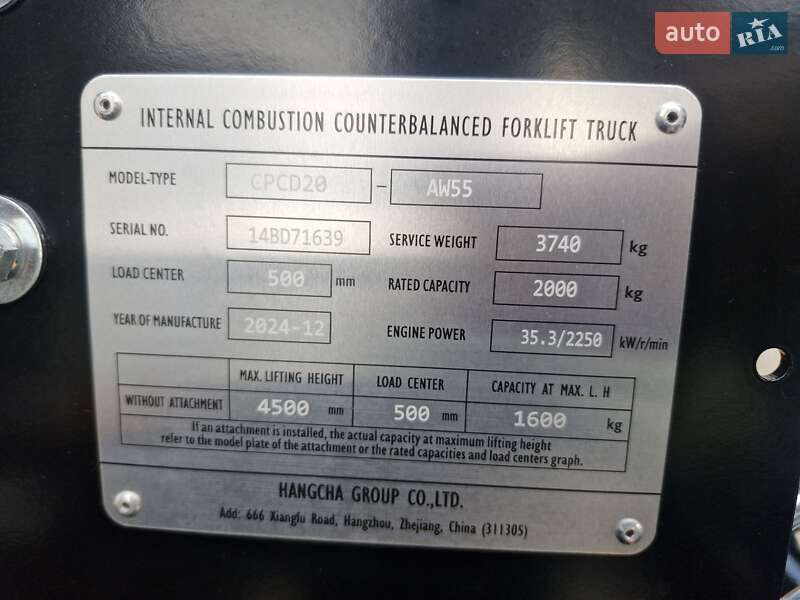 auto RIA .com
INTERNAL COMBUSTION COUNTERBALANCED FORKLIFT TRUCK
MODEL-TYPE CPCD20 - AW55
SERIAL NO. 14BD71639
SERVICE WEIGHT 3740 kg
LOAD CENTER 500 mm
RATED CAPACITY 2000 kg
YEAR OF MANUFACTURE 2024-12
ENGINE POWER 35.3/2250 kW/r/min
MAX. LIFTING HEIGHT LOAD CENTER CAPACITY AT MAX. L. H
WITHOUT ATTACHMENT 4500 mm 500 mm 1600 kg
If an attachment is installed, the actual capacity at maximum lifting height
refer to the model plate of the attachment or the rated capacities and load centers graph.
HANGCHA GROUP CO.,LTD.
Add: 666 Xiangfu Road, Hangzhou, Zhejiang, China (311305)